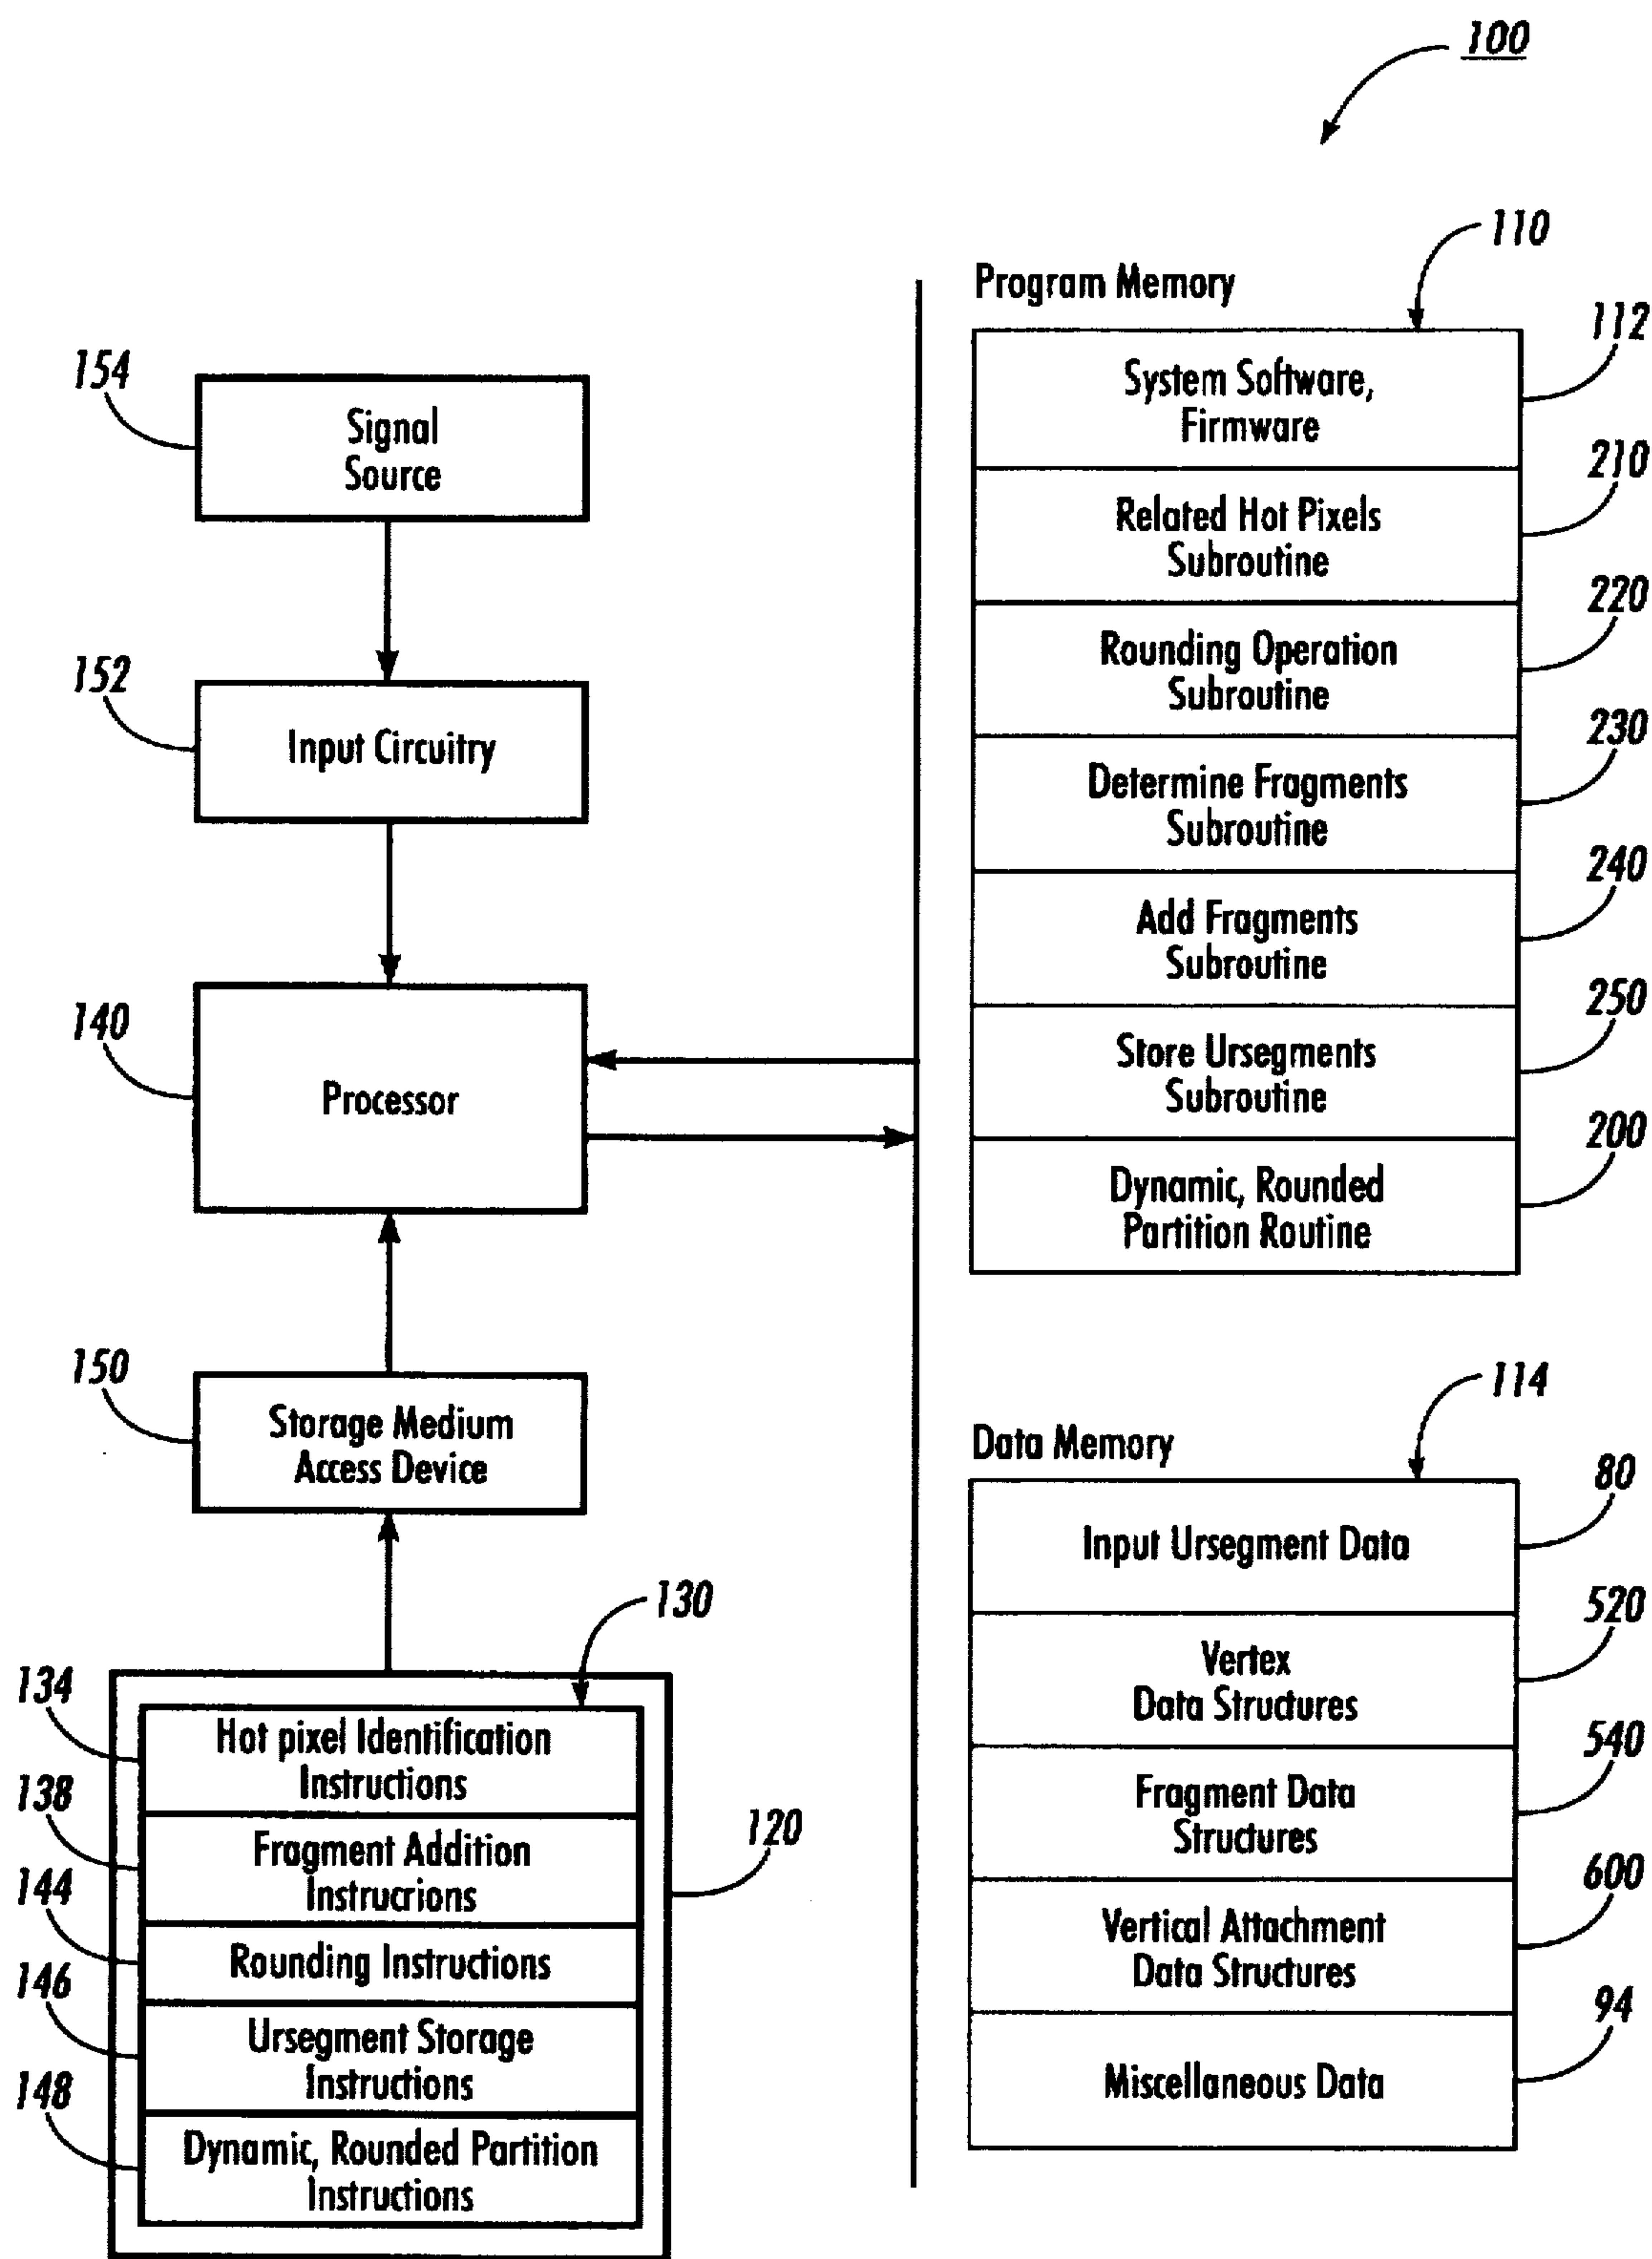 100
110
Program Memory
112
System Software,
Firmware
210
Related Hot Pixels
Subroutine
220
Rounding Operation
Subroutine
230
Determine Fragments
Subroutine
240
Add Fragments
Subroutine
250
Store Ursegments
Subroutine
200
Dynamic, Rounded
Partition Routine
154
Signal
Source
152
Input Circuitry
140
Processor
150
Storage Medium
Access Device
130
134
Hot pixel Identification
Instructions
138
Fragment Addition
Instrucrions
144
Rounding Instructions
146
Ursegment Storage
Instructions
148
Dynamic, Rounded Partition
Instructions
120
114
Data Memory
80
Input Ursegment Data
520
Vertex
Data Structures
540
Fragment Data
Structures
600
Vertical Attachment
Data Structures
94
Miscellaneous Data